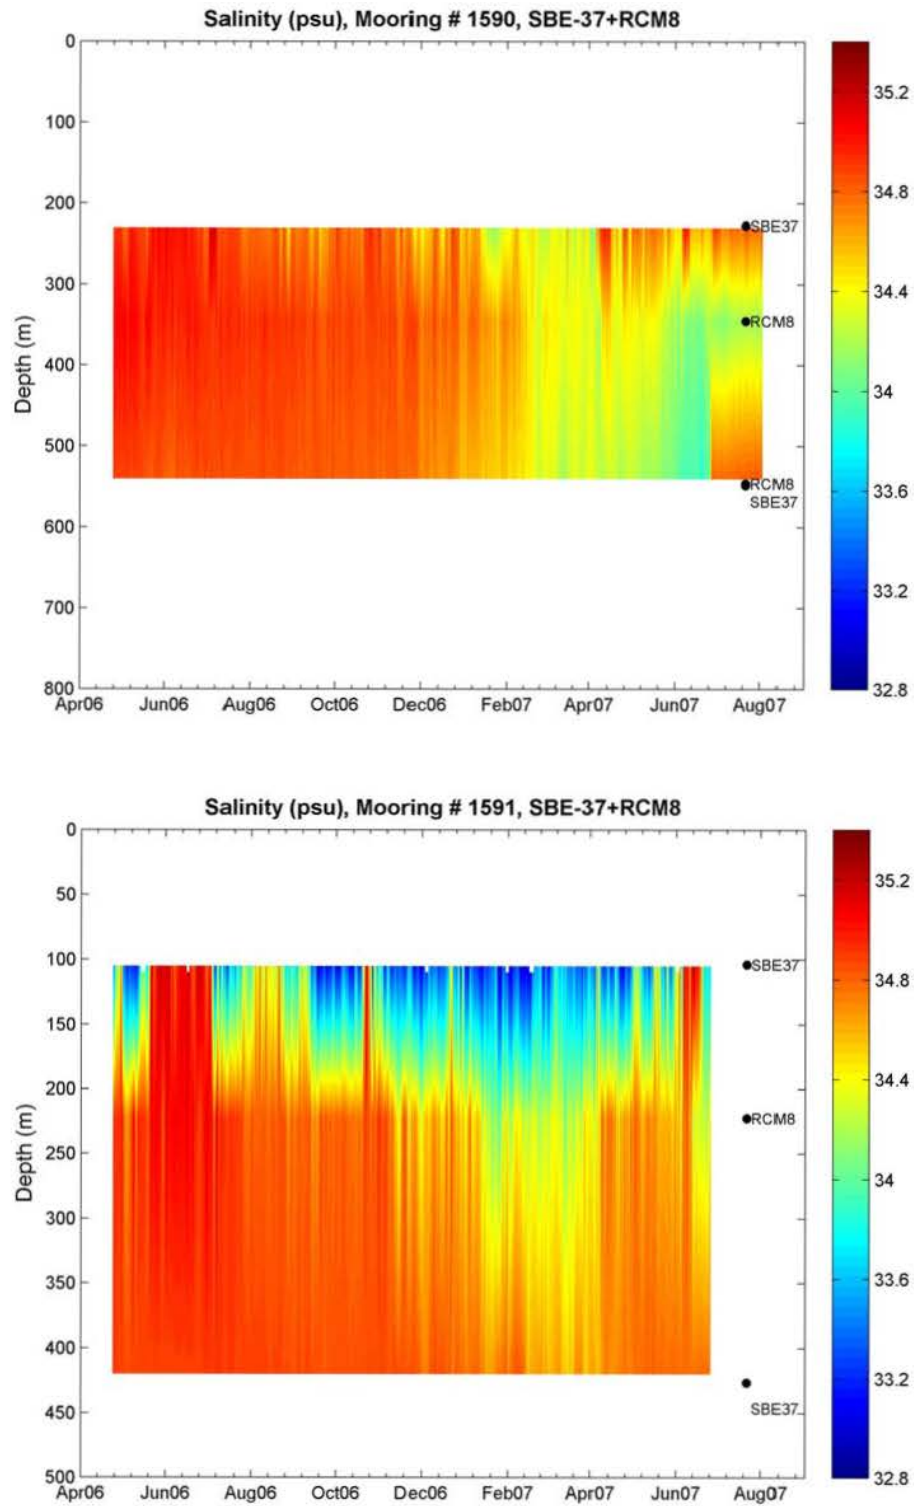 Salinity (psu), Mooring # 1590, SBE-37+RCM8
0
100
200
300
400
500
600
700
800
Depth (m)
SBE37
RCM8
RCM8
SBE37
Apr06 Jun06 Aug06 Oct06 Dec06 Feb07 Apr07 Jun07 Aug07
35.2
34.8
34.4
34
33.6
33.2
32.8
Salinity (psu), Mooring # 1591, SBE-37+RCM8
0
50
100
150
200
250
300
350
400
450
500
Depth (m)
SBE37
RCM8
SBE37
Apr06 Jun06 Aug06 Oct06 Dec06 Feb07 Apr07 Jun07 Aug07
35.2
34.8
34.4
34
33.6
33.2
32.8